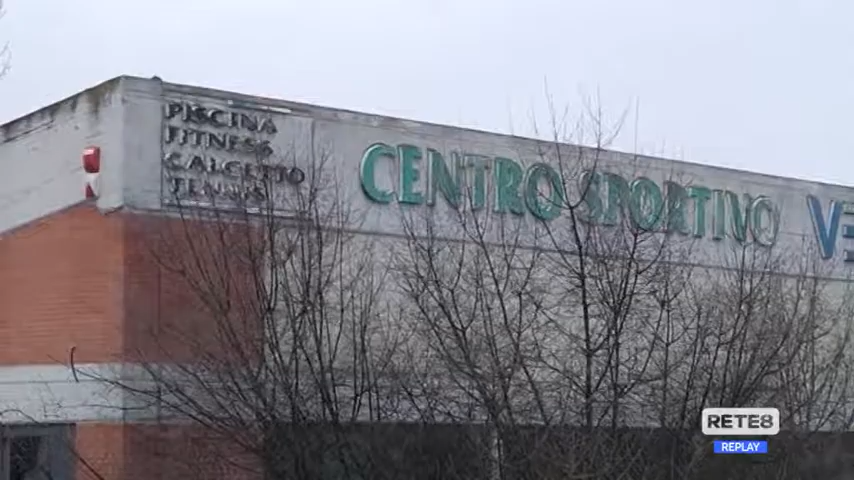 PISCINA
FITNESS
CALCETTO
TENNIS
CENTRO SPORTIVO
RETE8
REPLAY